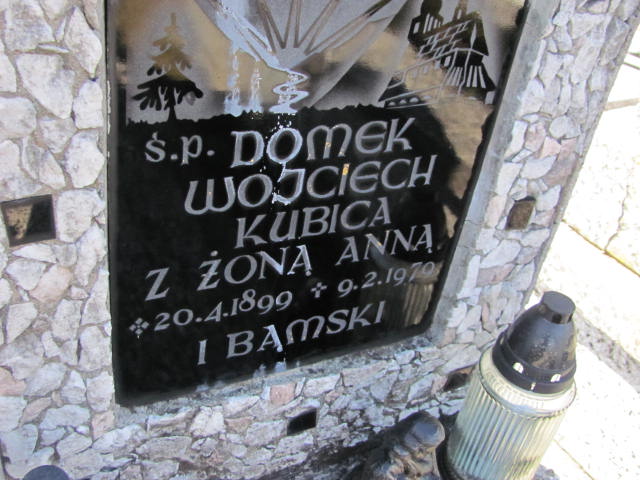 Ś.P. DOMEK
WOJCIECH
KUBICA
Z ŻONĄ ANNĄ
20.4.1899 + 9.2.1979
I BAMSKI